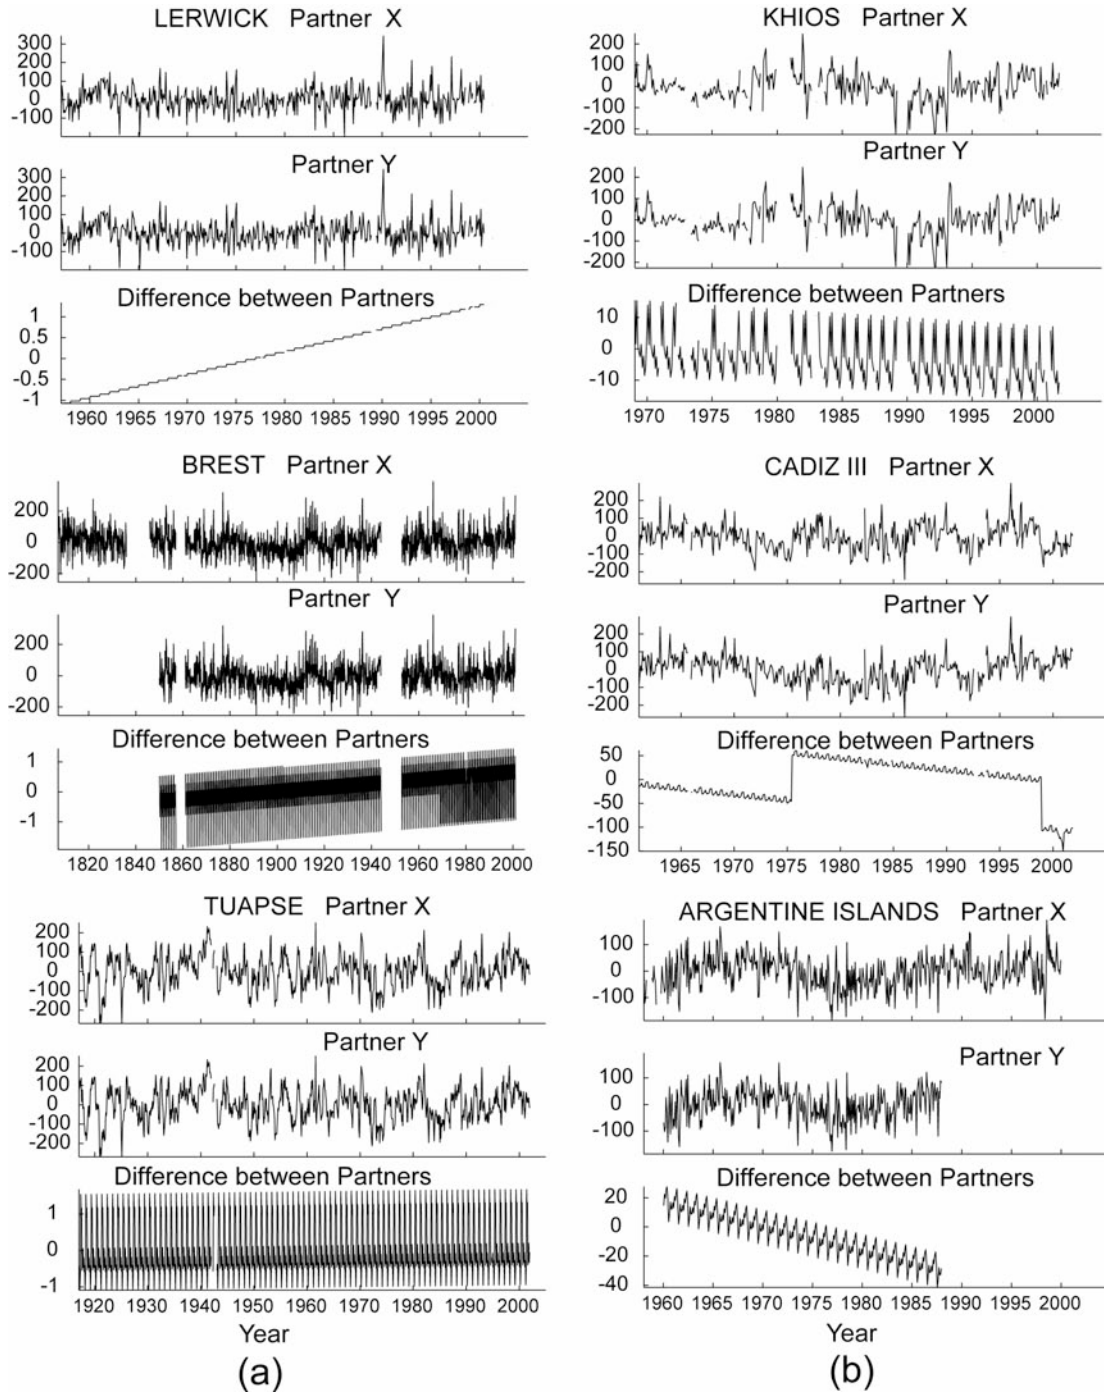 LERWICK Partner X
300
200
100
0
-100
Partner Y
300
200
100
0
-100
Difference between Partners
1
0.5
0
-0.5
-1
1960 1965 1970 1975 1980 1985 1990 1995 2000
BREST Partner X
200
0
-200
Partner Y
200
0
-200
Difference between Partners
1
0
-1
1820 1840 1860 1880 1900 1920 1940 1960 1980 2000
TUAPSE Partner X
200
100
0
-100
-200
Partner Y
200
100
0
-100
-200
Difference between Partners
1
0
-1
1920 1930 1940 1950 1960 1970 1980 1990 2000
Year
(a)
KHIOS Partner X
200
100
0
-100
-200
Partner Y
200
100
0
-100
-200
Difference between Partners
10
0
-10
1970 1975 1980 1985 1990 1995 2000
CADIZ III Partner X
200
100
0
-100
-200
Partner Y
200
100
0
-100
-200
Difference between Partners
50
0
-50
-100
-150
1965 1970 1975 1980 1985 1990 1995 2000
ARGENTINE ISLANDS Partner X
100
0
-100
Partner Y
100
0
-100
Difference between Partners
20
0
-20
-40
1960 1965 1970 1975 1980 1985 1990 1995 2000
Year
(b)